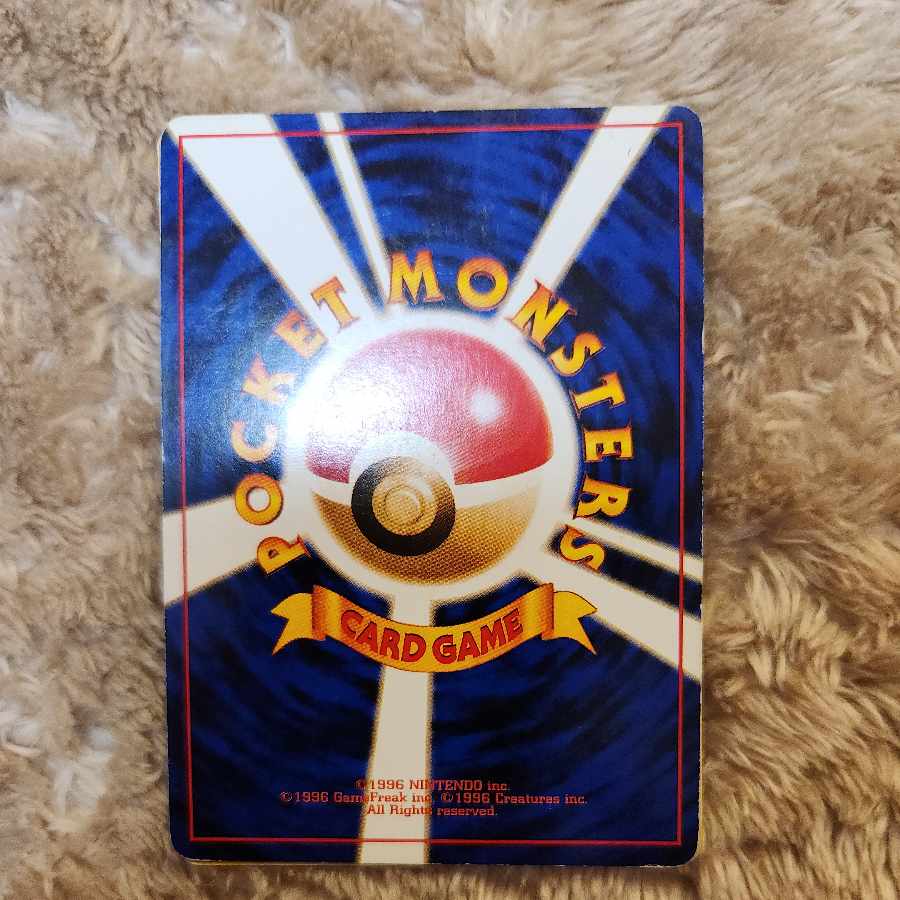 POCKET MONSTERS
CARD GAME
©1996 NINTENDO inc.
©1996 GameFreak inc. ©1996 Creatures inc.
All Rights reserved.